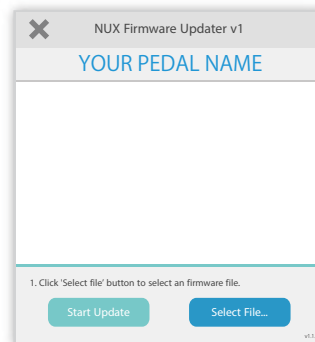 NUX Firmware Updater v1
YOUR PEDAL NAME
1. Click 'Select file' button to select an firmware file.
Start Update
Select File...
v1.1